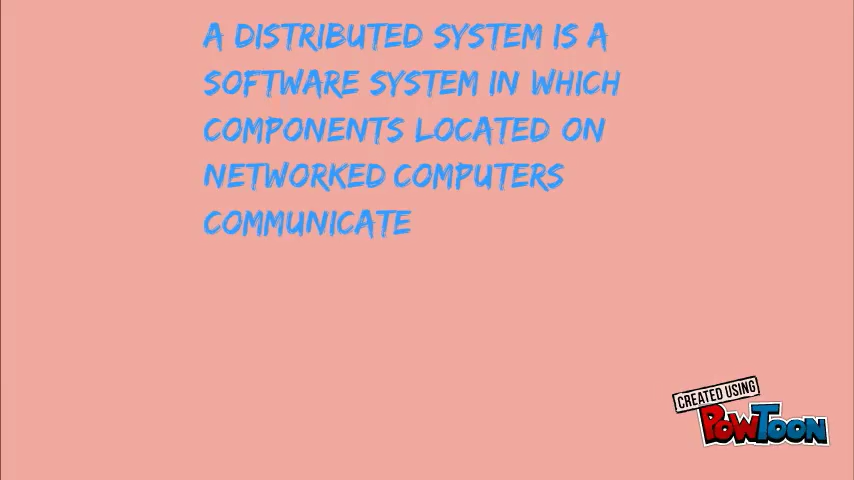 A DISTRIBUTED SYSTEM IS A
SOFTWARE SYSTEM IN WHICH
COMPONENTS LOCATED ON
NETWORKED COMPUTERS
COMMUNICATE
CREATED USING
POWTOON